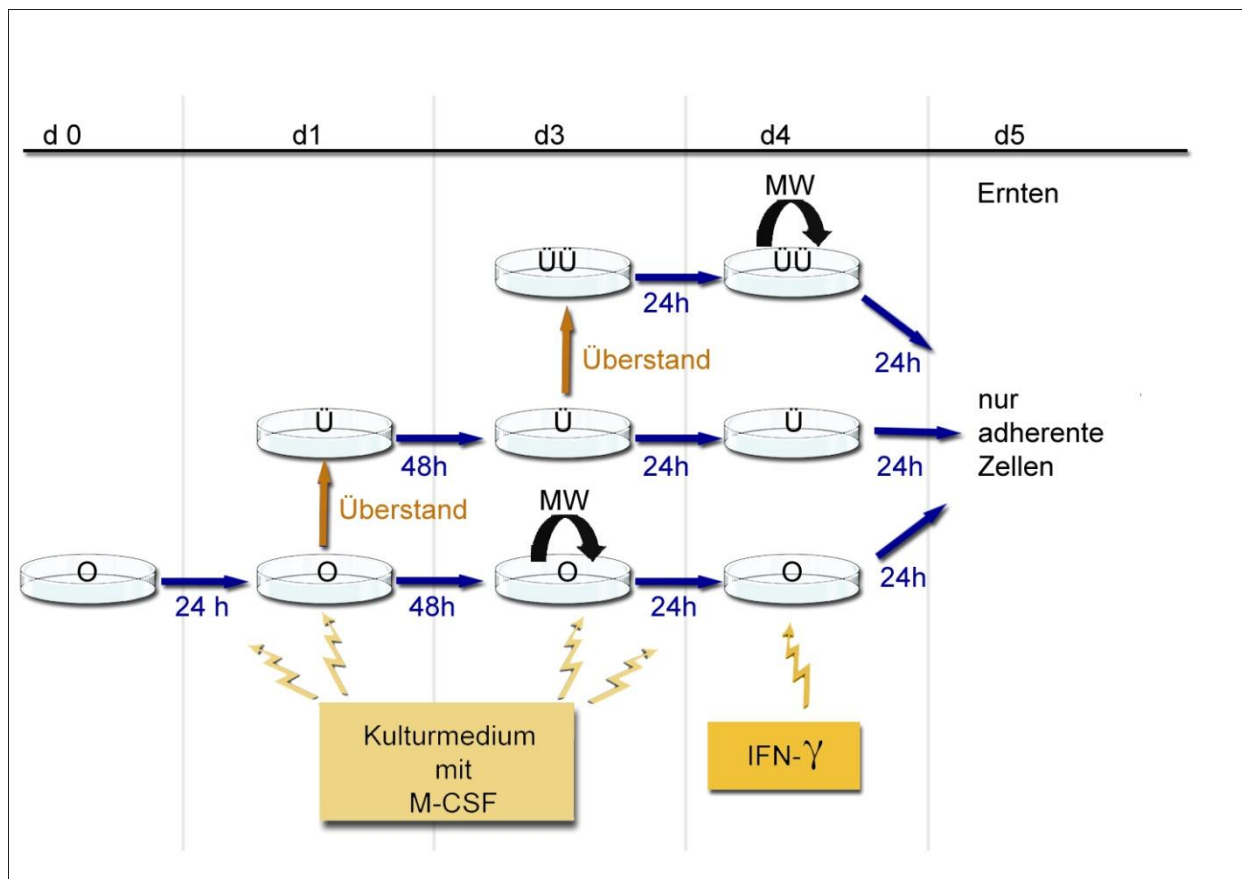 d 0 d1 d3 d4 d5
MW Ernten
ÜÜ ÜÜ
24h
Überstand 24h
Ü Ü Ü nur
adherente
Zellen
48h 24h 24h
Überstand MW
O O O O
24 h 48h 24h 24h
Kulturmedium
mit
M-CSF
IFN-γ